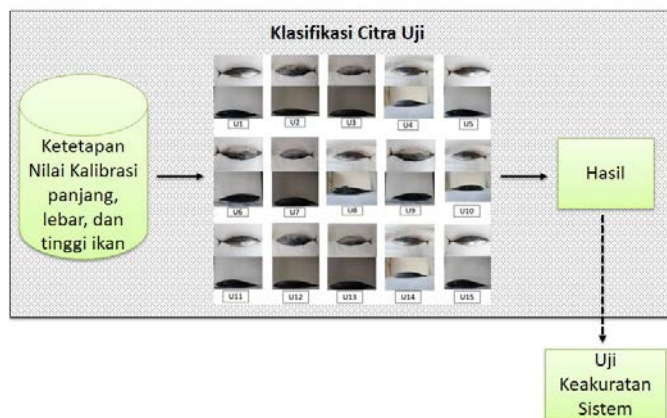 Klasifikasi Citra Uji
Ketetapan
Nilai Kalibrasi
panjang,
lebar, dan
tinggi ikan
U1 U2 U3 U4 U5
U6 U7 U8 U9 U10
U11 U12 U13 U14 U15
Hasil
Uji
Keakuratan
Sistem